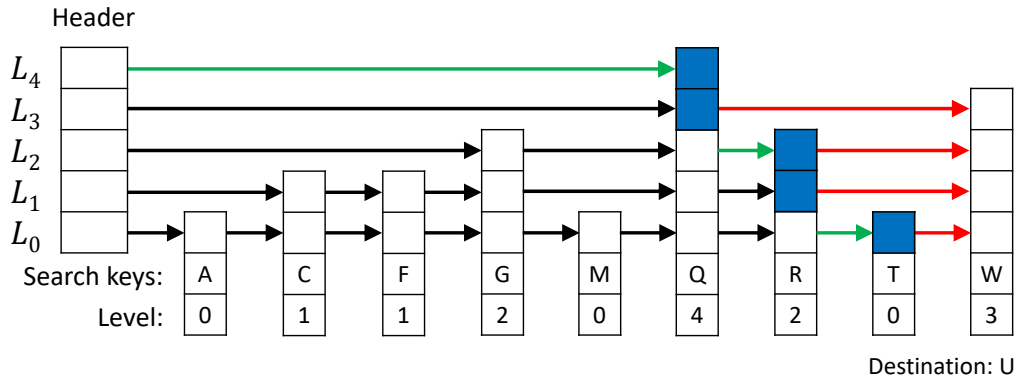 Header
L4
L3
L2
L1
L0
Search keys: A C F G M Q R T W
Level: 0 1 1 2 0 4 2 0 3
Destination: U